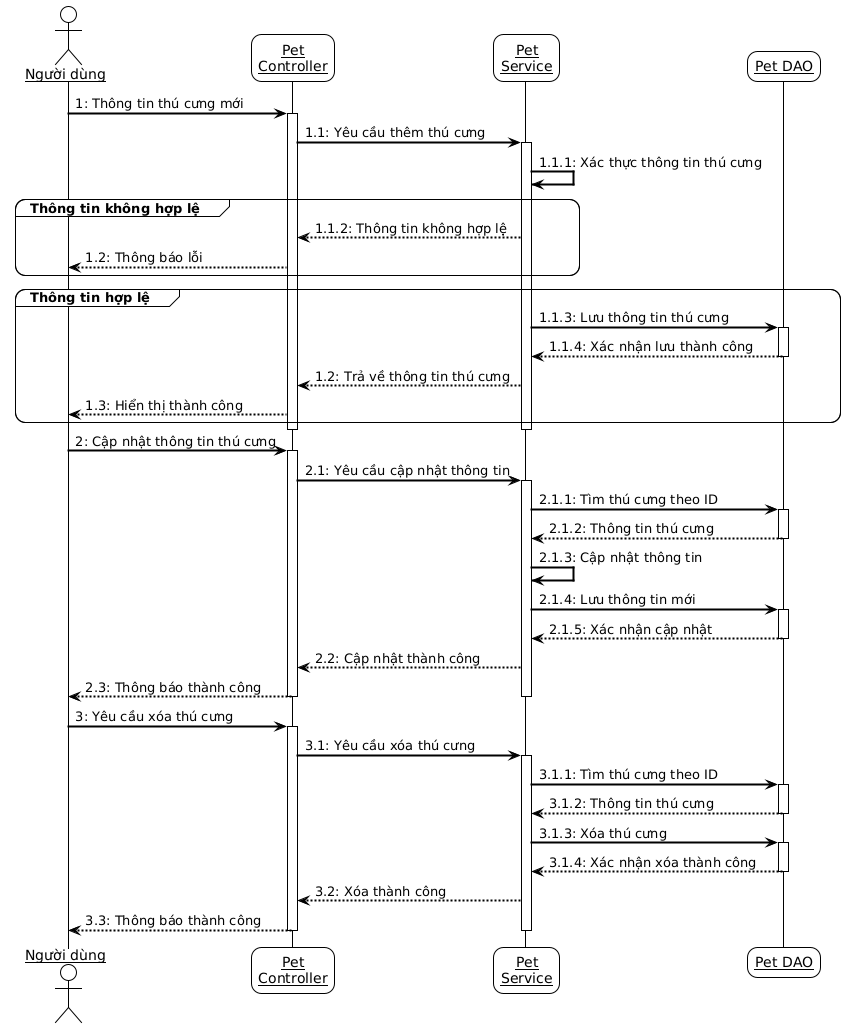 Người dùng
Pet
Controller
Pet
Service
Pet DAO
1: Thông tin thú cưng mới
1.1: Yêu cầu thêm thú cưng
1.1.1: Xác thực thông tin thú cưng
Thông tin không hợp lệ
1.1.2: Thông tin không hợp lệ
1.2: Thông báo lỗi
Thông tin hợp lệ
1.1.3: Lưu thông tin thú cưng
1.1.4: Xác nhận lưu thành công
1.2: Trả về thông tin thú cưng
1.3: Hiển thị thành công
2: Cập nhật thông tin thú cưng
2.1: Yêu cầu cập nhật thông tin
2.1.1: Tìm thú cưng theo ID
2.1.2: Thông tin thú cưng
2.1.3: Cập nhật thông tin
2.1.4: Lưu thông tin mới
2.1.5: Xác nhận cập nhật
2.2: Cập nhật thành công
2.3: Thông báo thành công
3: Yêu cầu xóa thú cưng
3.1: Yêu cầu xóa thú cưng
3.1.1: Tìm thú cưng theo ID
3.1.2: Thông tin thú cưng
3.1.3: Xóa thú cưng
3.1.4: Xác nhận xóa thành công
3.2: Xóa thành công
3.3: Thông báo thành công
Người dùng
Pet
Controller
Pet
Service
Pet DAO